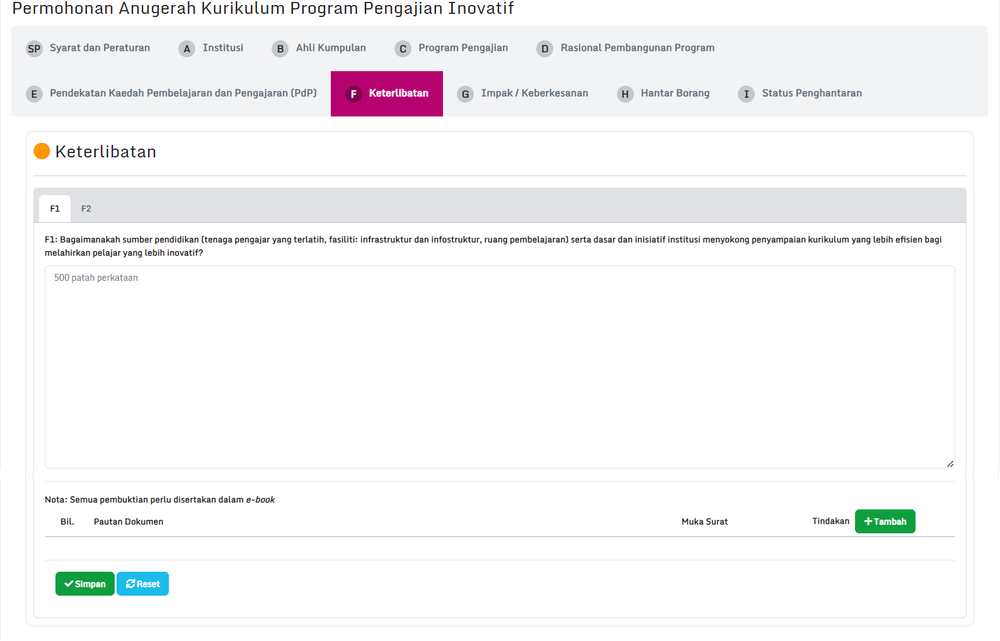 Permohonan Anugerah Kurikulum Program Pengajian Inovatif
SP Syarat dan Peraturan A Institusi B Ahli Kumpulan C Program Pengajian D Rasional Pembangunan Program
E Pendekatan Kaedah Pembelajaran dan Pengajaran (PdP) F Keterlibatan G Impak / Keberkesanan H Hantar Borang I Status Penghantaran
Keterlibatan
F1 F2
F1: Bagaimanakah sumber pendidikan (tenaga pengajar yang terlatih, fasiliti: infrastruktur dan infostruktur, ruang pembelajaran) serta dasar dan inisiatif institusi menyokong penyampaian kurikulum yang lebih efisien bagi
melahirkan pelajar yang lebih inovatif?
500 patah perkataan
Nota: Semua pembuktian perlu disertakan dalam e-book
Bil. Pautan Dokumen Muka Surat Tindakan Tambah
Simpan Reset